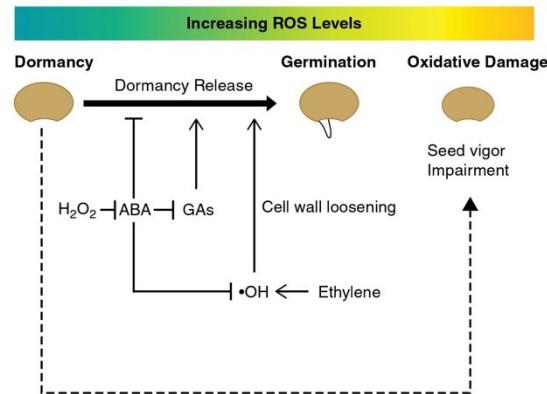 Increasing ROS Levels
Dormancy
Germination
Oxidative Damage
Dormancy Release
Seed vigor
Impairment
H₂O₂
ABA
GAs
Cell wall loosening
•OH
Ethylene